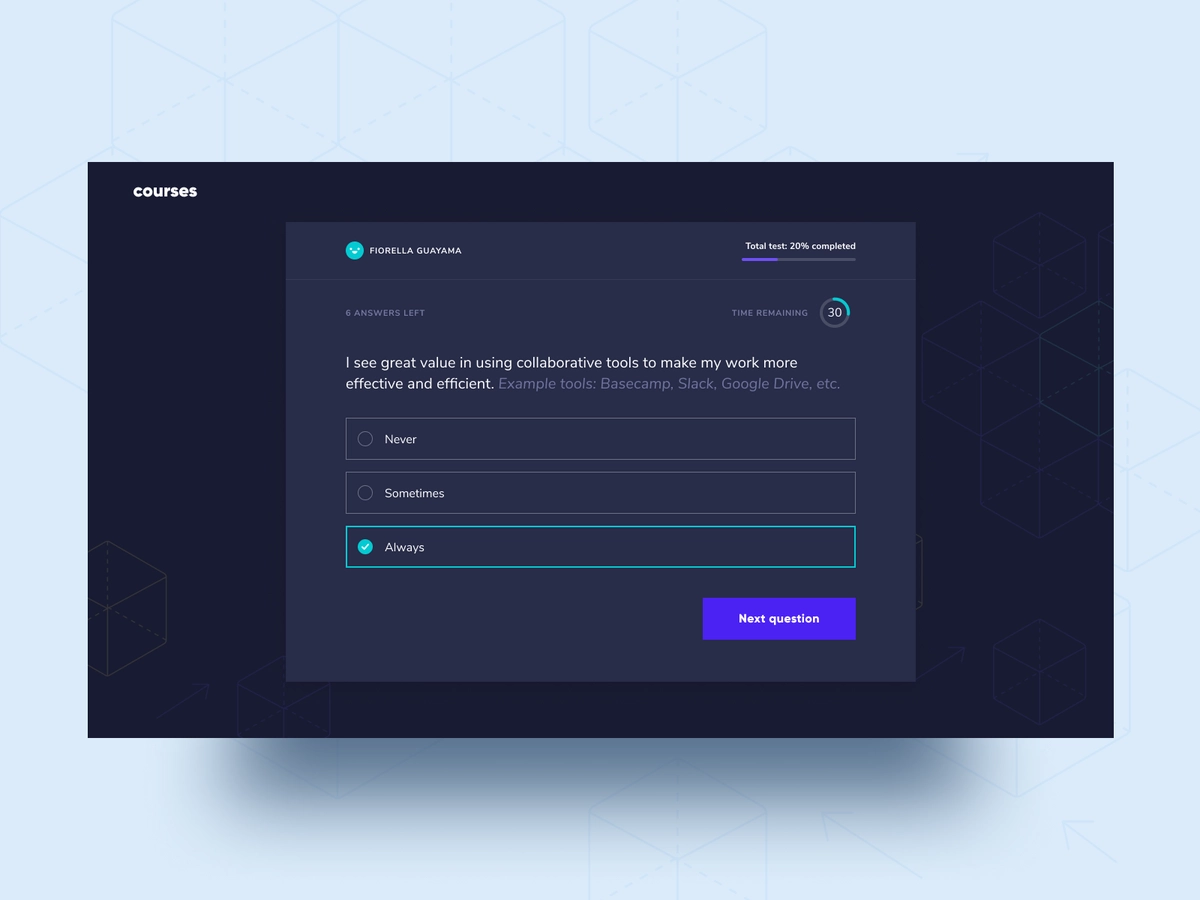 courses
FIORELLA GUAYAMA
Total test: 20% completed
6 ANSWERS LEFT
TIME REMAINING
30
I see great value in using collaborative tools to make my work more
effective and efficient. Example tools: Basecamp, Slack, Google Drive, etc.
Never
Sometimes
Always
Next question